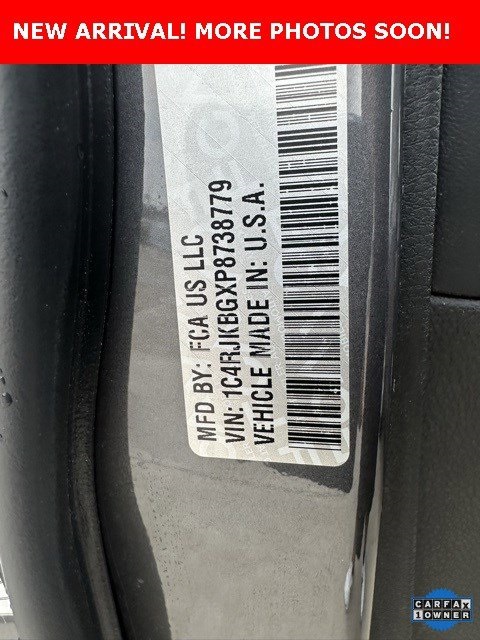 NEW ARRIVAL! MORE PHOTOS SOON!
MFD BY: FCA US LLC
VIN: 1C4RJKBGXP8738779
VEHICLE MADE IN: U.S.A.
CARFAX
1 OWNER